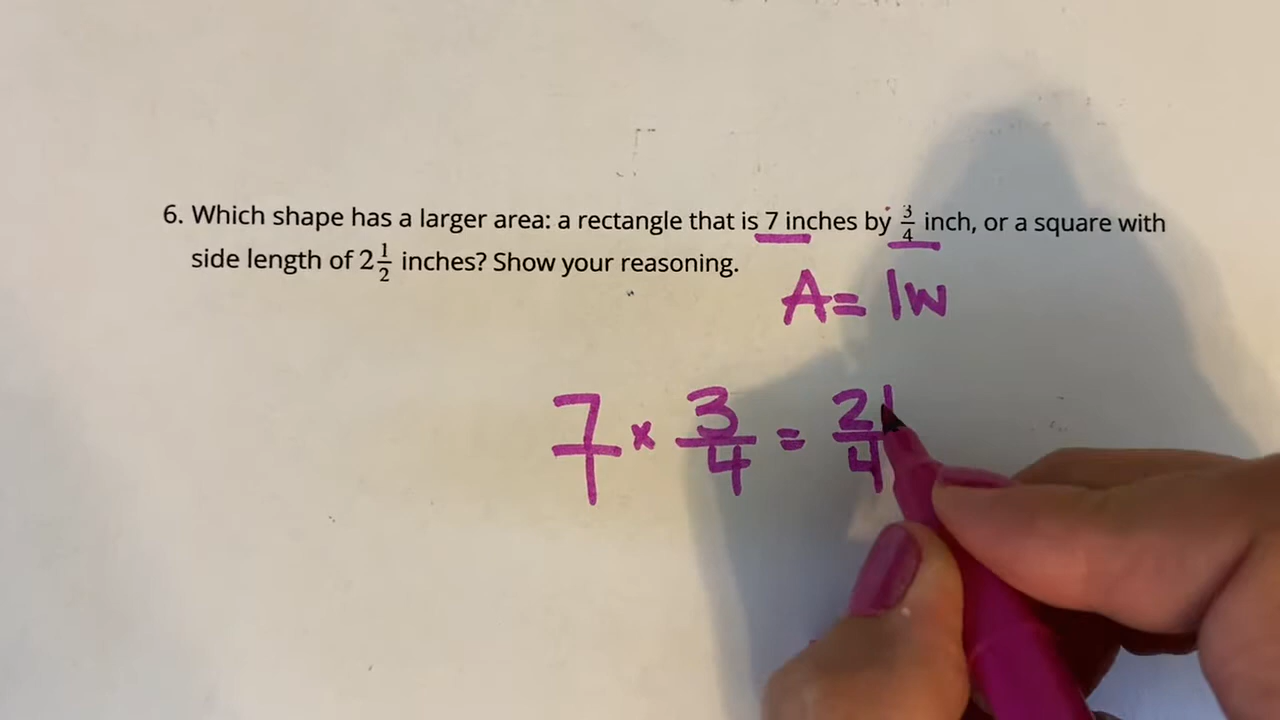 6. Which shape has a larger area: a rectangle that is 7 inches by 3/4 inch, or a square with
side length of 2 1/2 inches? Show your reasoning.
A = lw
7/1 × 3/4 = 21/4